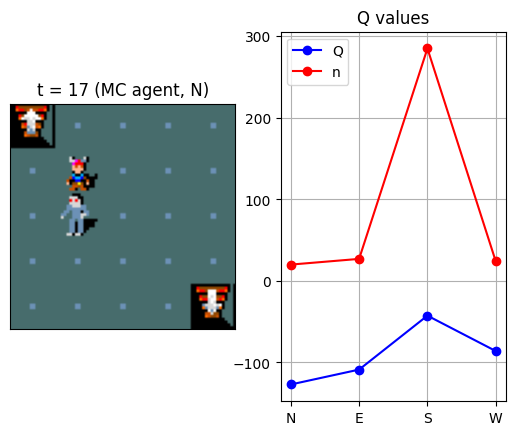 t = 17 (MC agent, N)
Q values
Q
n
300
200
100
0
−100
N E S W